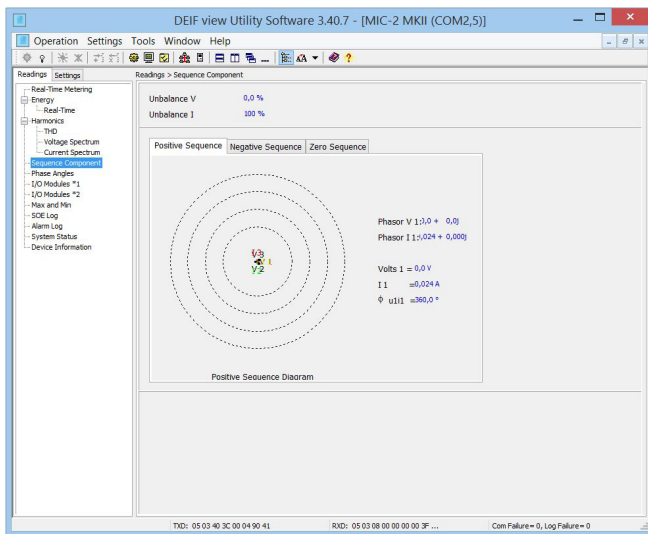 DEIF view Utility Software 3.40.7 - [MIC-2 MKII (COM2,5)]
Operation Settings Tools Window Help
Readings Settings
Readings > Sequence Component
Real-Time Metering
Energy
Real-Time
Harmonics
THD
Voltage Spectrum
Current Spectrum
Sequence Component
Phase Angles
I/O Modules *1
I/O Modules *2
Max and Min
SOE Log
Alarm Log
System Status
Device Information
Unbalance V 0,0 %
Unbalance I 100 %
Positive Sequence Negative Sequence Zero Sequence
Phasor V 1: ),0 + 0,0j
Phasor I 1: ,024 + 0,000j
Volts 1 = 0,0 V
I 1 =0,024 A
Φ u1i1 =360,0 °
V 3
V 2
Positive Sequence Diagram
TXD: 05 03 40 3C 00 04 90 41 RXD: 05 03 08 00 00 00 00 3F ... Com Failure= 0, Log Failure= 0